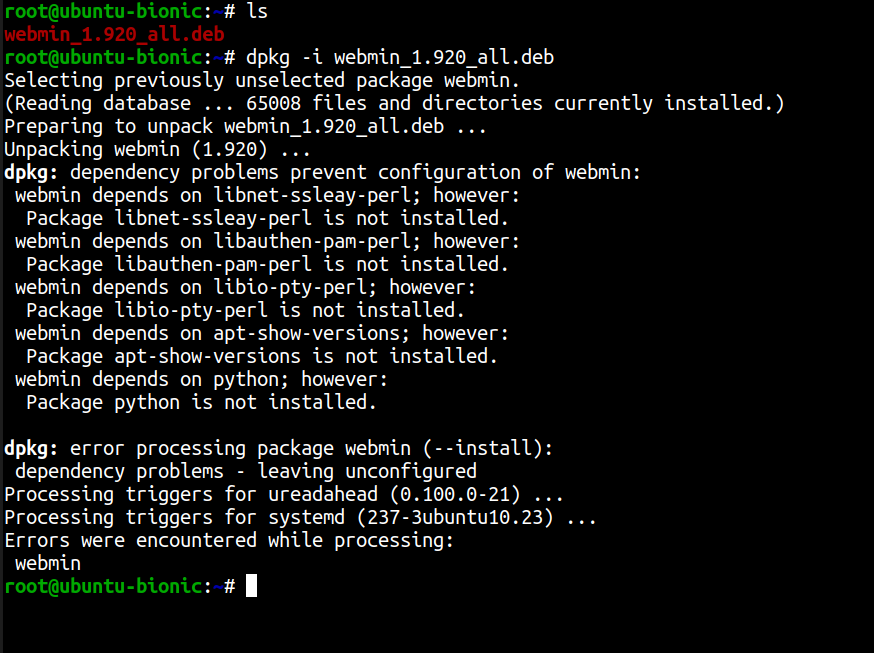 root@ubuntu-bionic:~# ls
webmin_1.920_all.deb
root@ubuntu-bionic:~# dpkg -i webmin_1.920_all.deb
Selecting previously unselected package webmin.
(Reading database ... 65008 files and directories currently installed.)
Preparing to unpack webmin_1.920_all.deb ...
Unpacking webmin (1.920) ...
dpkg: dependency problems prevent configuration of webmin:
 webmin depends on libnet-ssleay-perl; however:
  Package libnet-ssleay-perl is not installed.
 webmin depends on libauthen-pam-perl; however:
  Package libauthen-pam-perl is not installed.
 webmin depends on libio-pty-perl; however:
  Package libio-pty-perl is not installed.
 webmin depends on apt-show-versions; however:
  Package apt-show-versions is not installed.
 webmin depends on python; however:
  Package python is not installed.

dpkg: error processing package webmin (--install):
 dependency problems - leaving unconfigured
Processing triggers for ureadahead (0.100.0-21) ...
Processing triggers for systemd (237-3ubuntu10.23) ...
Errors were encountered while processing:
 webmin
root@ubuntu-bionic:~#